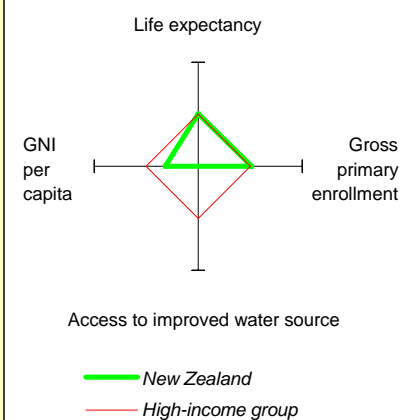 Life expectancy
GNI
per
capita
Gross
primary
enrollment
Access to improved water source
New Zealand
High-income group